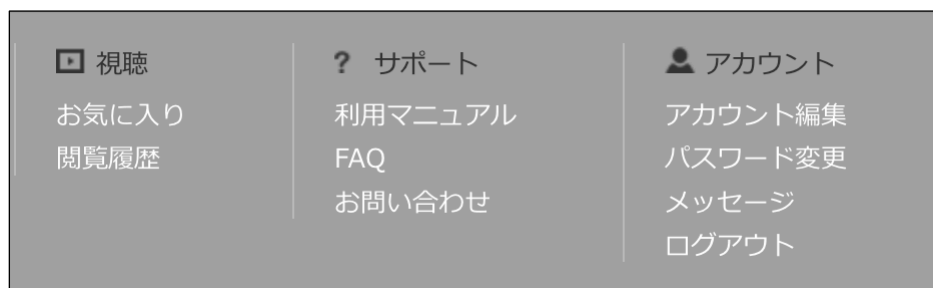 視聴
お気に入り
閲覧履歴
? サポート
利用マニュアル
FAQ
お問い合わせ
アカウント
アカウント編集
パスワード変更
メッセージ
ログアウト